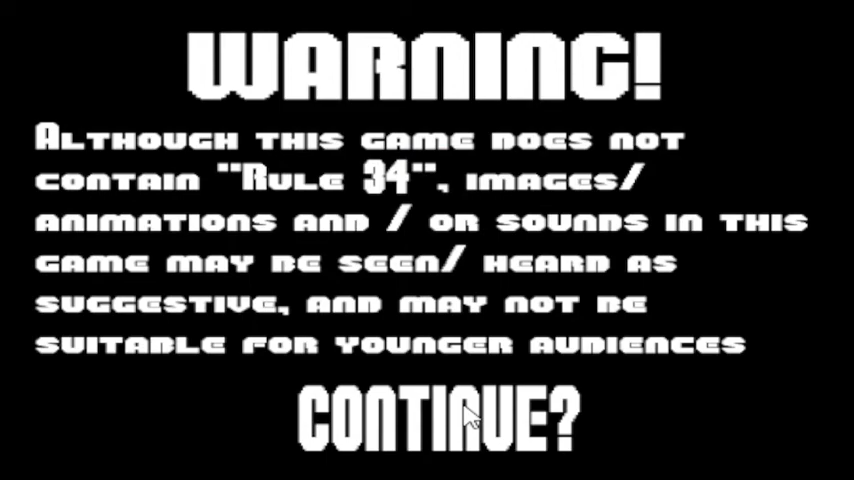 WARNING!
Although this game does not
contain "Rule 34", images/
animations and / or sounds in this
game may be seen/ heard as
suggestive, and may not be
suitable for younger audiences
CONTINUE?